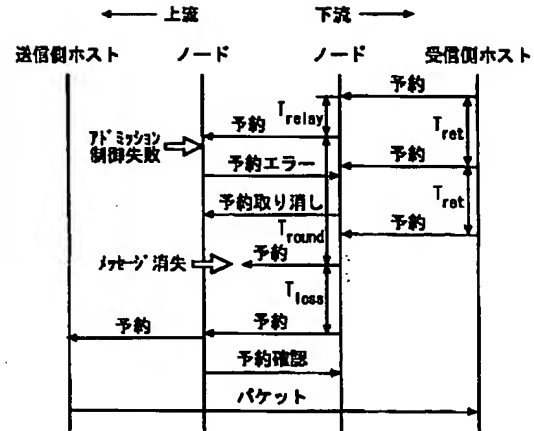 ← 上流 下流 →
送信側ホスト ノード ノード 受信側ホスト
予約
Trelay
予約
Tret
アドミッション
制御失敗
予約
予約エラー
予約取り消し
Tret
Tround
予約
予約
メッセージ消失
Tloss
予約
予約
予約確認
パケット